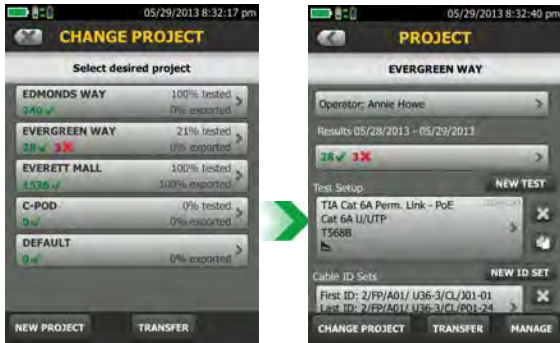 05/29/2013 8:32:17 pm
CHANGE PROJECT
Select desired project
EDMONDS WAY 100% tested
280 0% exported
EVERGREEN WAY 21% tested
28 3 0% exported
EVERETT MALL 100% tested
1536 100% exported
C-POD 0% tested
0 0% exported
DEFAULT
0 0% exported
NEW PROJECT TRANSFER
05/29/2013 8:32:40 pm
PROJECT
EVERGREEN WAY
Operator: Annie Howe
Results 05/28/2013 - 05/29/2013
28 3
Test Setup NEW TEST
TIA Cat 6A Perm. Link - PoE
Cat 6A U/UTP
T568B
Cable ID Sets NEW ID SET
First ID: 2/FP/A01/ U36-3/CL/J01-01
Last ID: 2/FP/A01/ U36-3/CL/P01-24
CHANGE PROJECT TRANSFER MANAGE